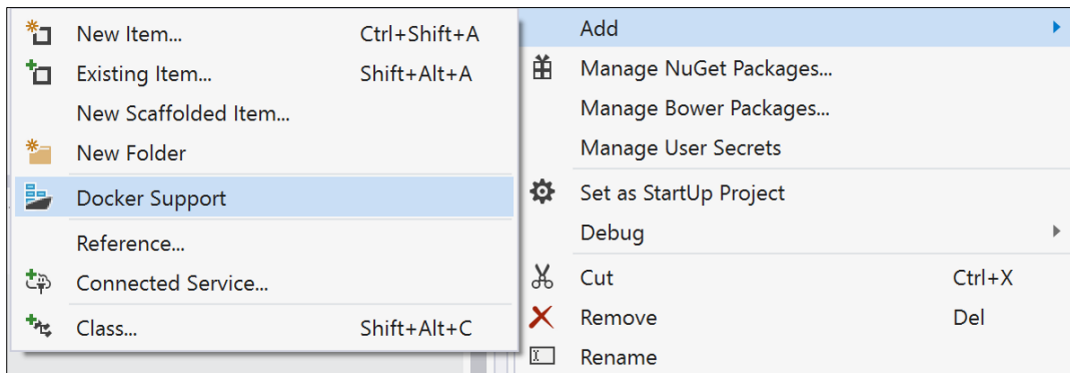 New Item... Ctrl+Shift+A
Existing Item... Shift+Alt+A
New Scaffolded Item...
New Folder
Docker Support
Reference...
Connected Service...
Class... Shift+Alt+C
Add
Manage NuGet Packages...
Manage Bower Packages...
Manage User Secrets
Set as StartUp Project
Debug
Cut Ctrl+X
Remove Del
Rename